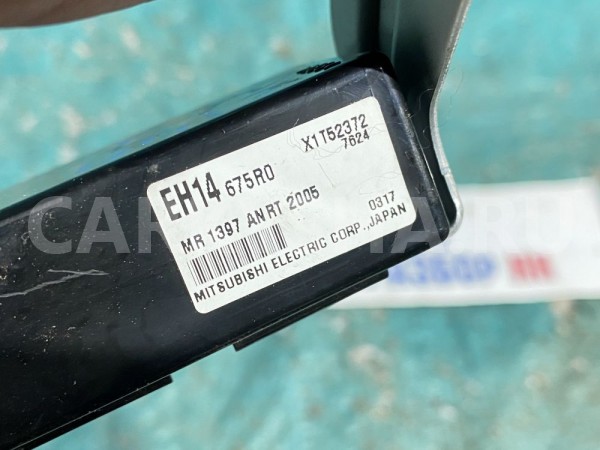 X1T52372
7624
EH14 675R0
MR 1397 ANRT 2005
0317
MITSUBISHI ELECTRIC CORP.,JAPAN